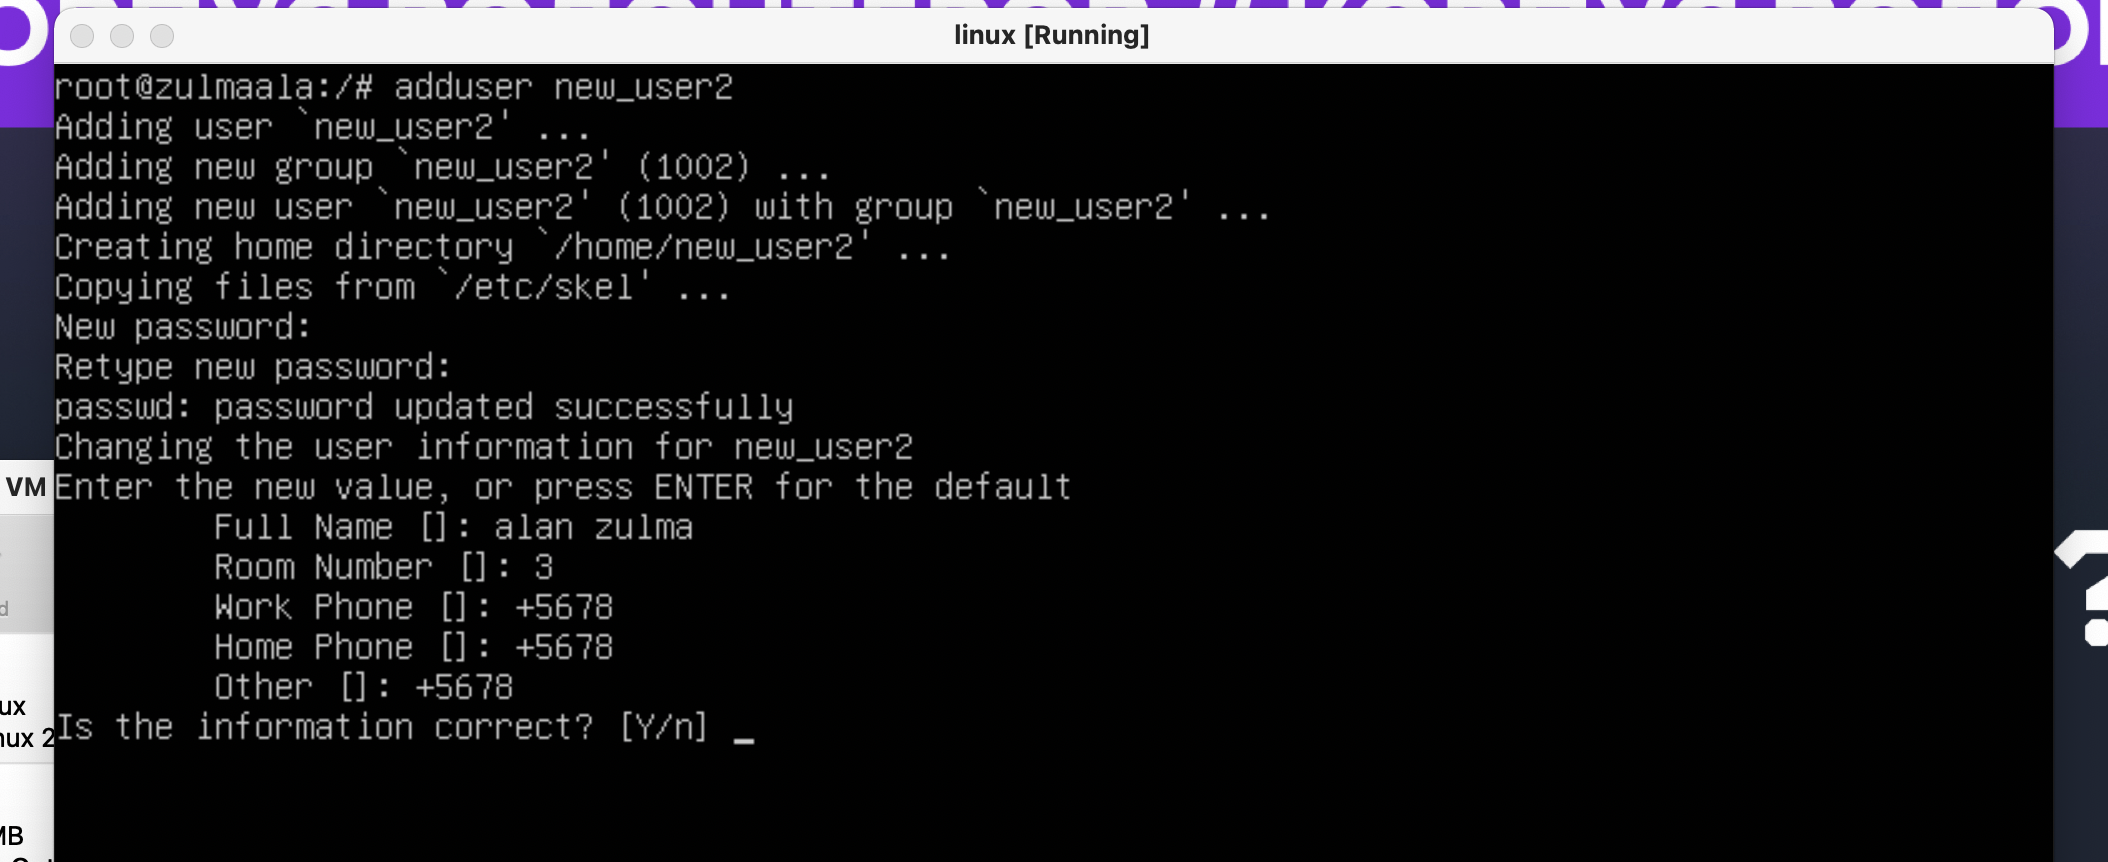 linux [Running]
root@zulmaala:/# adduser new_user2
Adding user `new_user2' ...
Adding new group `new_user2' (1002) ...
Adding new user `new_user2' (1002) with group `new_user2' ...
Creating home directory `/home/new_user2' ...
Copying files from `/etc/skel' ...
New password:
Retype new password:
passwd: password updated successfully
Changing the user information for new_user2
Enter the new value, or press ENTER for the default
Full Name []: alan zulma
Room Number []: 3
Work Phone []: +5678
Home Phone []: +5678
Other []: +5678
Is the information correct? [Y/n] _
VM
ux
nux 2
MB
?